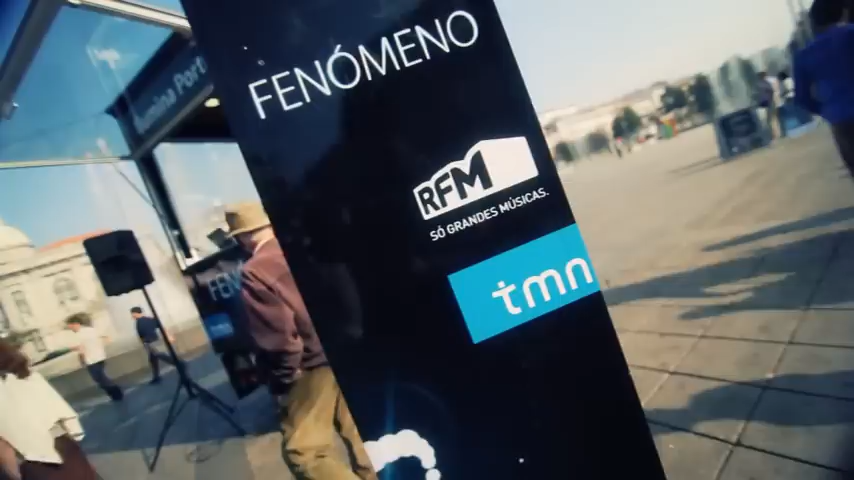 FENÓMENO
RFM
SÓ GRANDES MÚSICAS.
tmn